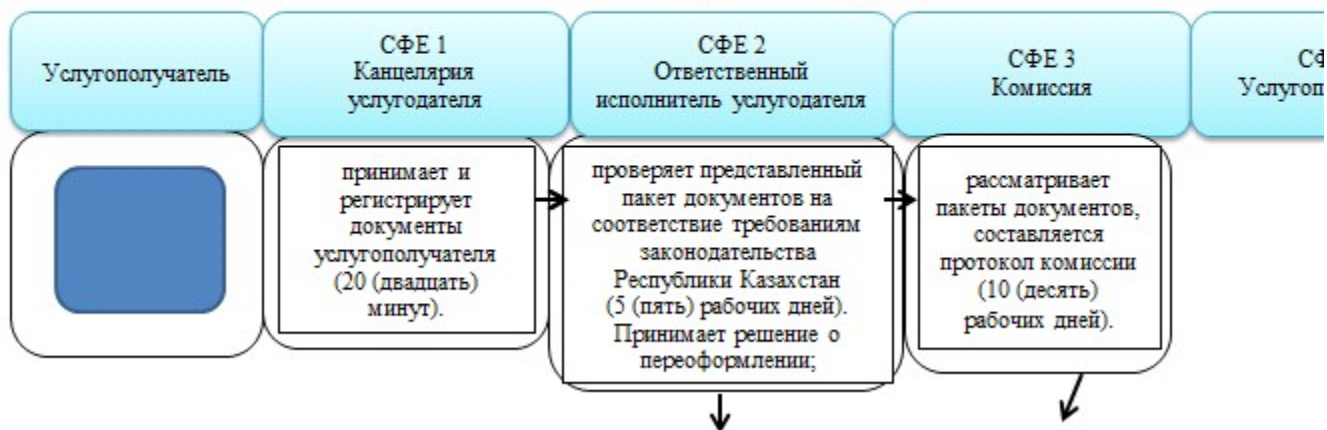 Услугополучатель
СФЕ 1
Канцелярия
услугодателя
СФЕ 2
Ответственный
исполнитель услугодателя
СФЕ 3
Комиссия
принимает и
регистрирует
документы
услугополучателя
(20 (двадцать)
минут).
проверяет представленный
пакет документов на
соответствие требованиям
законодательства
Республики Казахстан
(5 (пять) рабочих дней).
Принимает решение о
переоформлении;
рассматривает
пакеты документов,
составляется
протокол комиссии
(10 (десять)
рабочих дней).